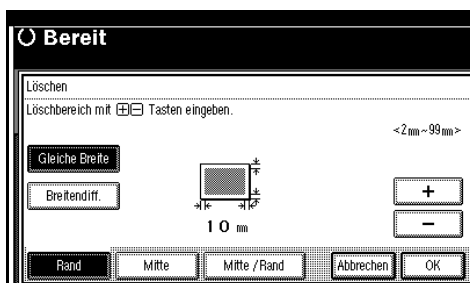 Bereit
Löschen
Löschbereich mit + − Tasten eingeben.
<2mm~99mm>
Gleiche Breite
Breitendiff.
10 mm
+
−
Rand Mitte Mitte / Rand Abbrechen OK